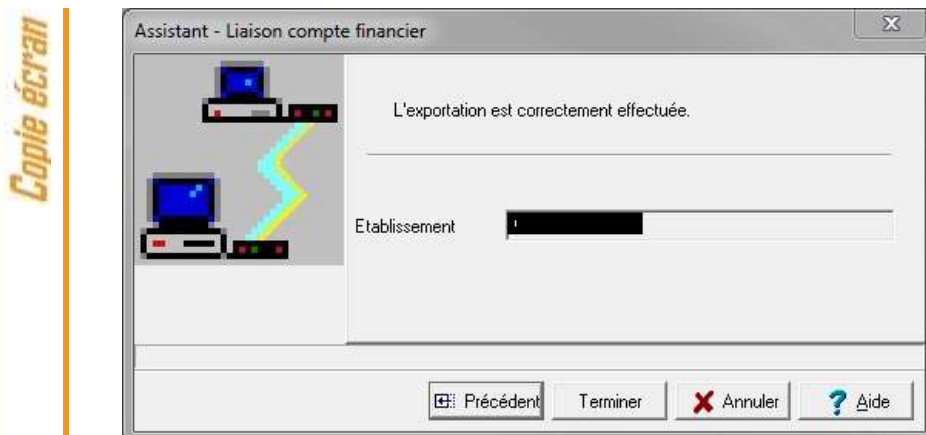 Copie écran
Assistant - Liaison compte financier
L'exportation est correctement effectuée.
Etablissement
Précédent Terminer Annuler Aide